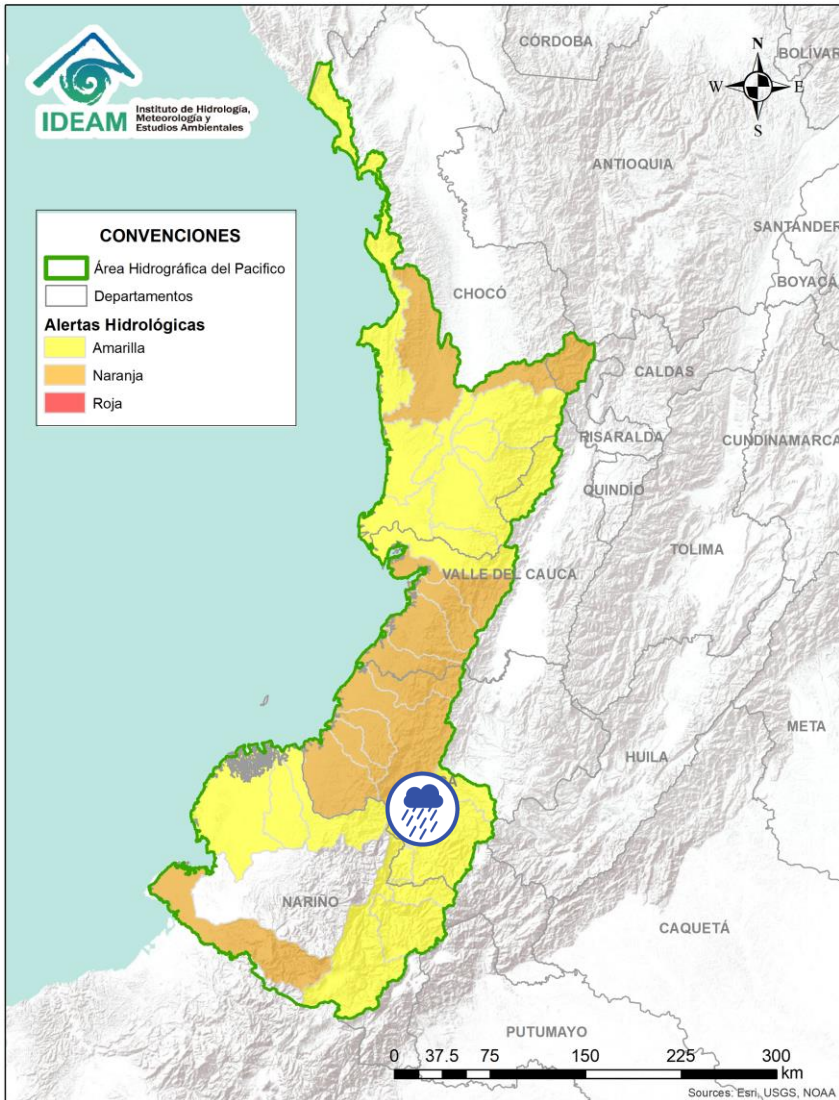 IDEAM
Instituto de Hidrología,
Meteorología y
Estudios Ambientales
CÓRDOBA
BOLÍVAR
N
W
E
S
ANTIOQUIA
SANTANDER
BOYACÁ
CONVENCIONES
Área Hidrográfica del Pacifico
Departamentos
Alertas Hidrológicas
Amarilla
Naranja
Roja
CHOCÓ
CALDAS
RISARALDA
CUNDINAMARCA
QUINDÍO
TOLIMA
VALLE DEL CAUCA
META
HUILA
NARIÑO
CAQUETÁ
PUTUMAYO
0 37.5 75 150 225 300
km
Sources: Esri, USGS, NOAA